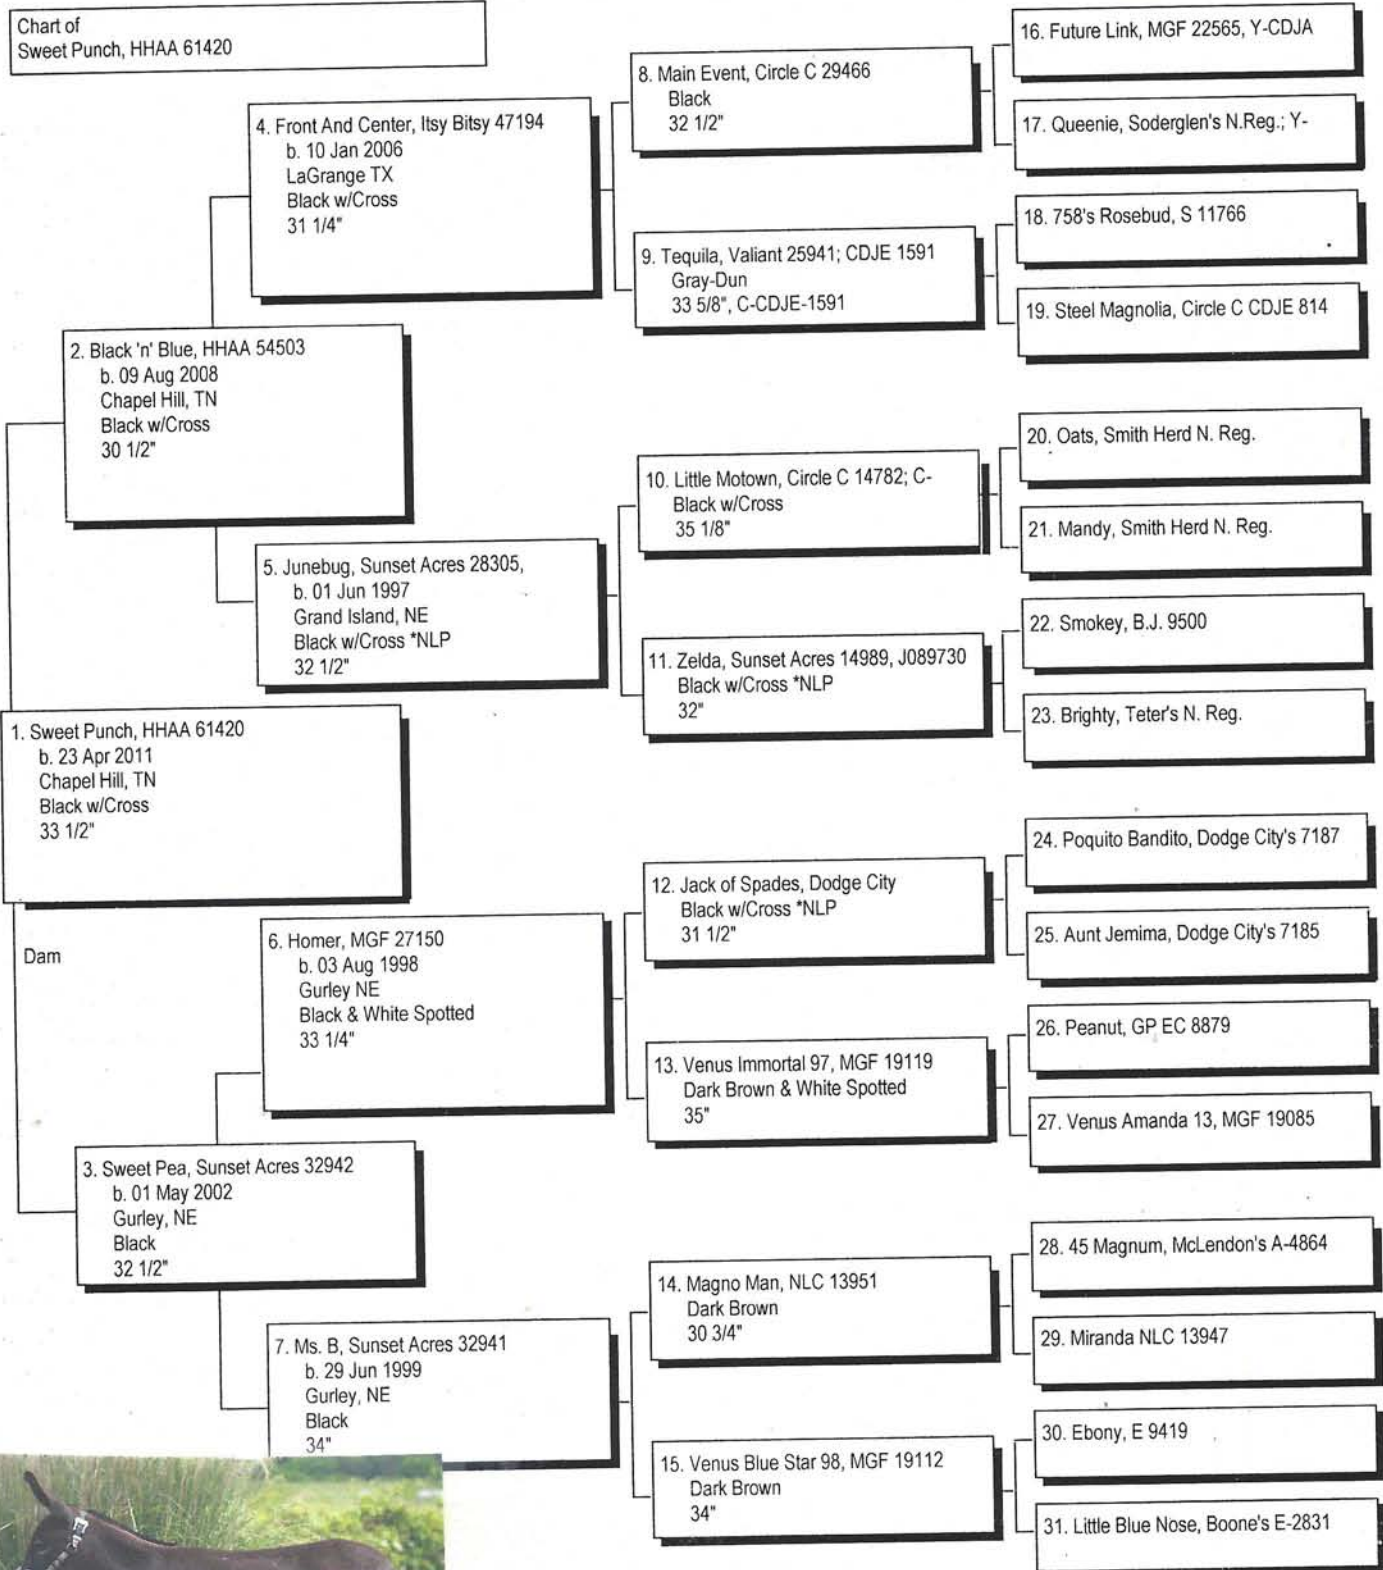 Chart of
Sweet Punch, HHAA 61420
1. Sweet Punch, HHAA 61420
b. 23 Apr 2011
Chapel Hill, TN
Black w/Cross
33 1/2"
Dam
2. Black 'n' Blue, HHAA 54503
b. 09 Aug 2008
Chapel Hill, TN
Black w/Cross
30 1/2"
3. Sweet Pea, Sunset Acres 32942
b. 01 May 2002
Gurley, NE
Black
32 1/2"
4. Front And Center, Itsy Bitsy 47194
b. 10 Jan 2006
LaGrange TX
Black w/Cross
31 1/4"
5. Junebug, Sunset Acres 28305,
b. 01 Jun 1997
Grand Island, NE
Black w/Cross *NLP
32 1/2"
6. Homer, MGF 27150
b. 03 Aug 1998
Gurley NE
Black & White Spotted
33 1/4"
7. Ms. B, Sunset Acres 32941
b. 29 Jun 1999
Gurley, NE
Black
34"
8. Main Event, Circle C 29466
Black
32 1/2"
9. Tequila, Valiant 25941; CDJE 1591
Gray-Dun
33 5/8", C-CDJE-1591
10. Little Motown, Circle C 14782; C-
Black w/Cross
35 1/8"
11. Zelda, Sunset Acres 14989, J089730
Black w/Cross *NLP
32"
12. Jack of Spades, Dodge City
Black w/Cross *NLP
31 1/2"
13. Venus Immortal 97, MGF 19119
Dark Brown & White Spotted
35"
14. Magno Man, NLC 13951
Dark Brown
30 3/4"
15. Venus Blue Star 98, MGF 19112
Dark Brown
34"
16. Future Link, MGF 22565, Y-CDJA
17. Queenie, Soderglen's N.Reg.; Y-
18. 758's Rosebud, S 11766
19. Steel Magnolia, Circle C CDJE 814
20. Oats, Smith Herd N. Reg.
21. Mandy, Smith Herd N. Reg.
22. Smokey, B.J. 9500
23. Brighty, Teter's N. Reg.
24. Poquito Bandito, Dodge City's 7187
25. Aunt Jemima, Dodge City's 7185
26. Peanut, GP EC 8879
27. Venus Amanda 13, MGF 19085
28. 45 Magnum, McLendon's A-4864
29. Miranda NLC 13947
30. Ebony, E 9419
31. Little Blue Nose, Boone's E-2831